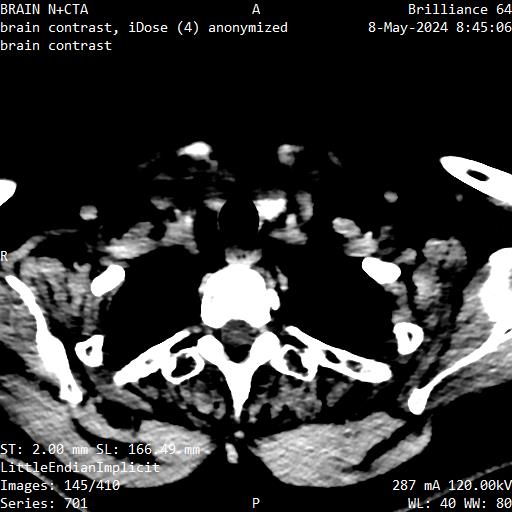 BRAIN N+CTA
A
Brilliance 64
brain contrast, iDose (4) anonymized
8-May-2024 8:45:06
brain contrast
R
ST: 2.00 mm SL: 166.49 mm
LittleEndianImplicit
Images: 145/410
287 mA 120.00kV
Series: 701
P
WL: 40 WW: 80